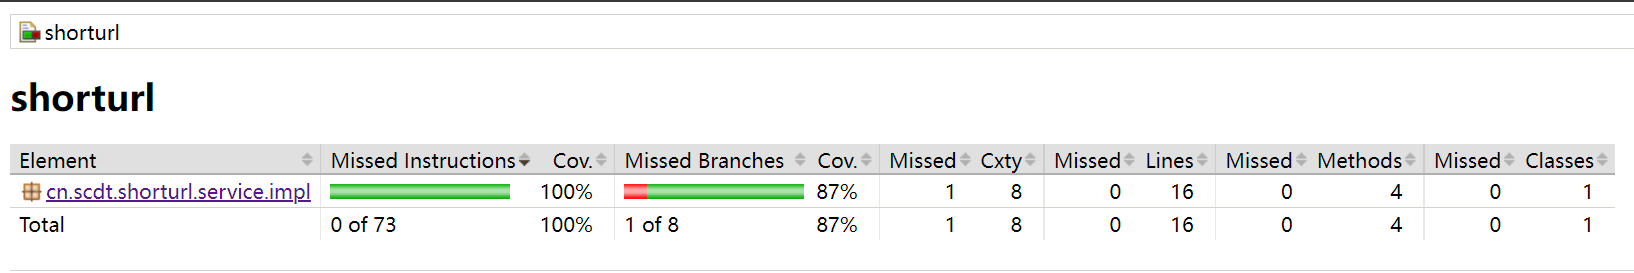 shorturl
shorturl
Element Missed Instructions Cov. Missed Branches Cov. Missed Cxty Missed Lines Missed Methods Missed Classes
cn.scdt.shorturl.service.impl 100% 87% 1 8 0 16 0 4 0 1
Total 0 of 73 100% 1 of 8 87% 1 8 0 16 0 4 0 1